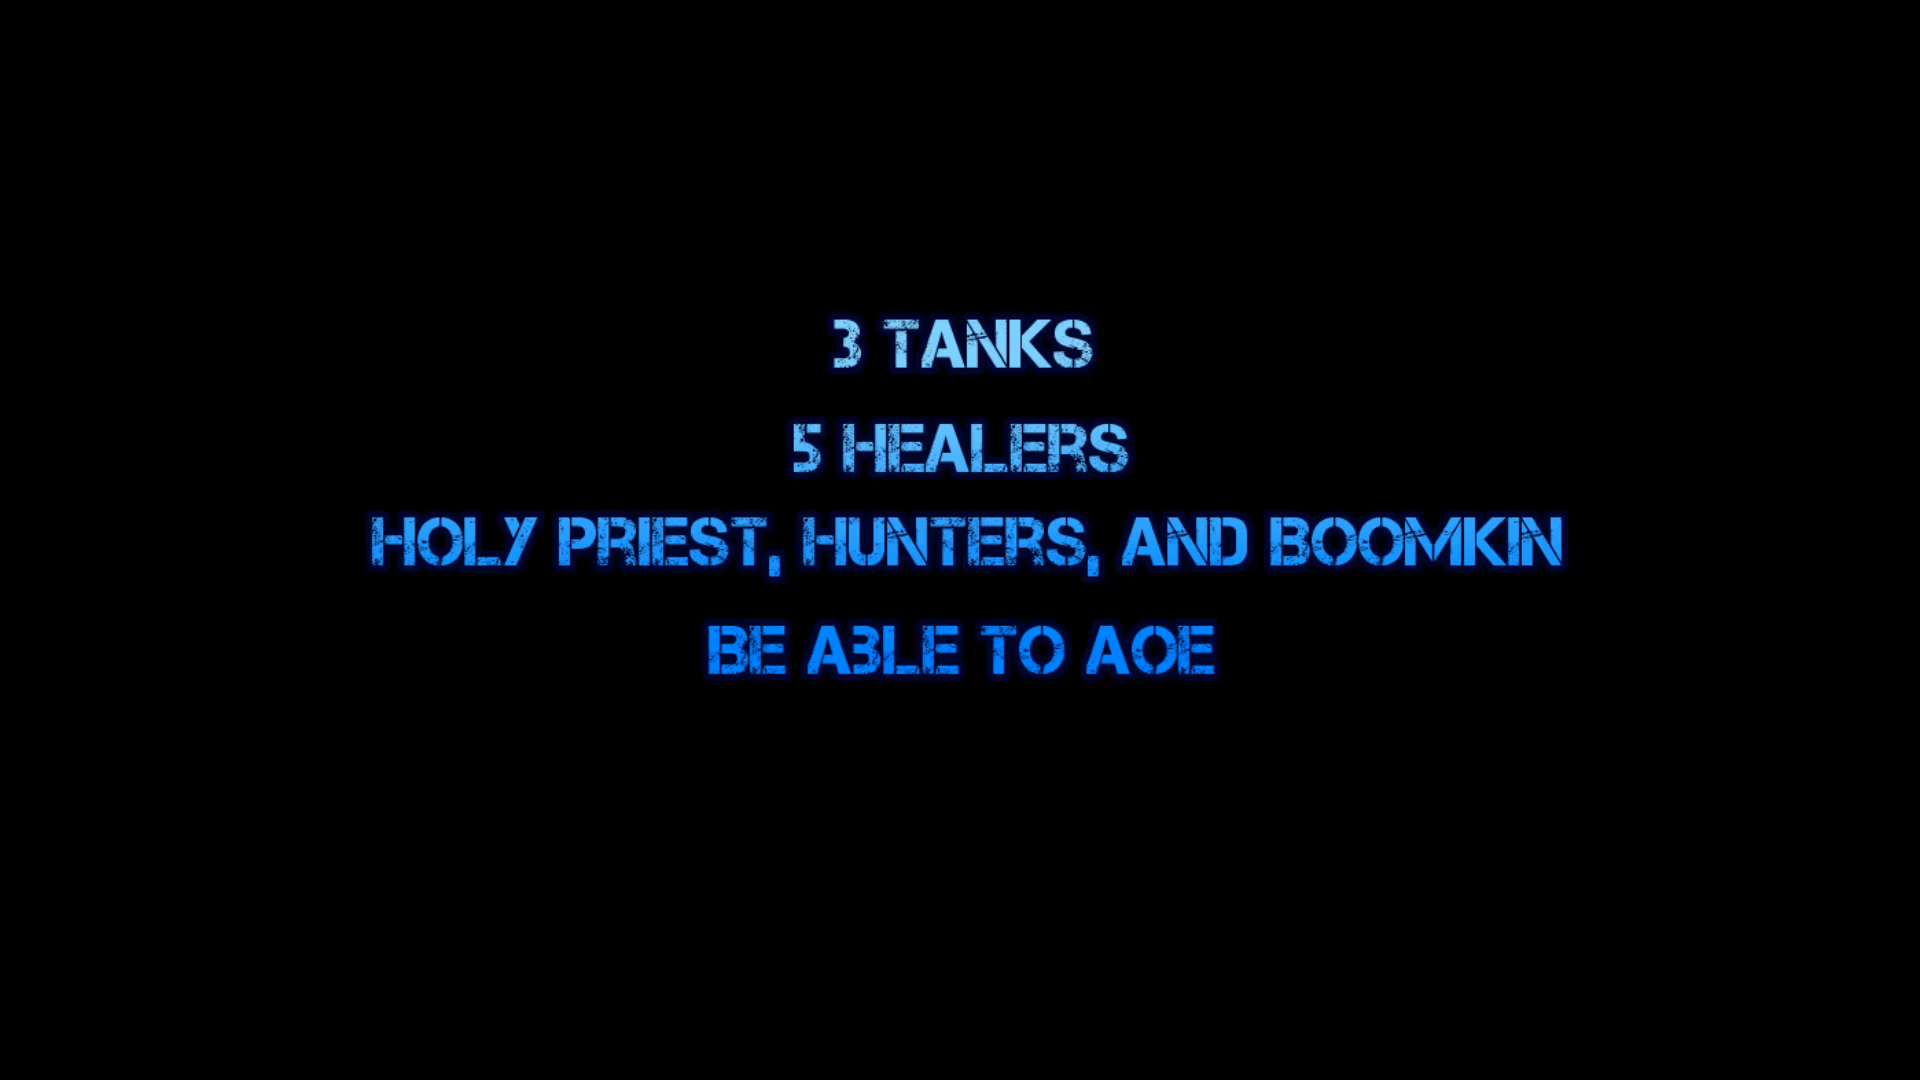 3 TANKS
5 HEALERS
HOLY PRIEST, HUNTERS, AND BOOMKIN
BE ABLE TO AOE